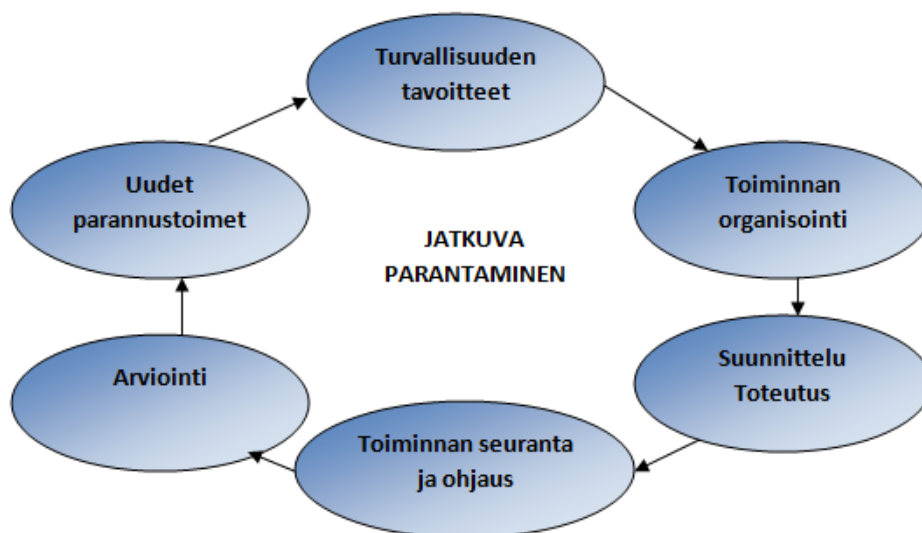 Turvallisuuden
tavoitteet
Toiminnan
organisointi
Suunnittelu
Toteutus
Toiminnan seuranta
ja ohjaus
Arviointi
Uudet
parannustoimet
JATKUVA
PARANTAMINEN